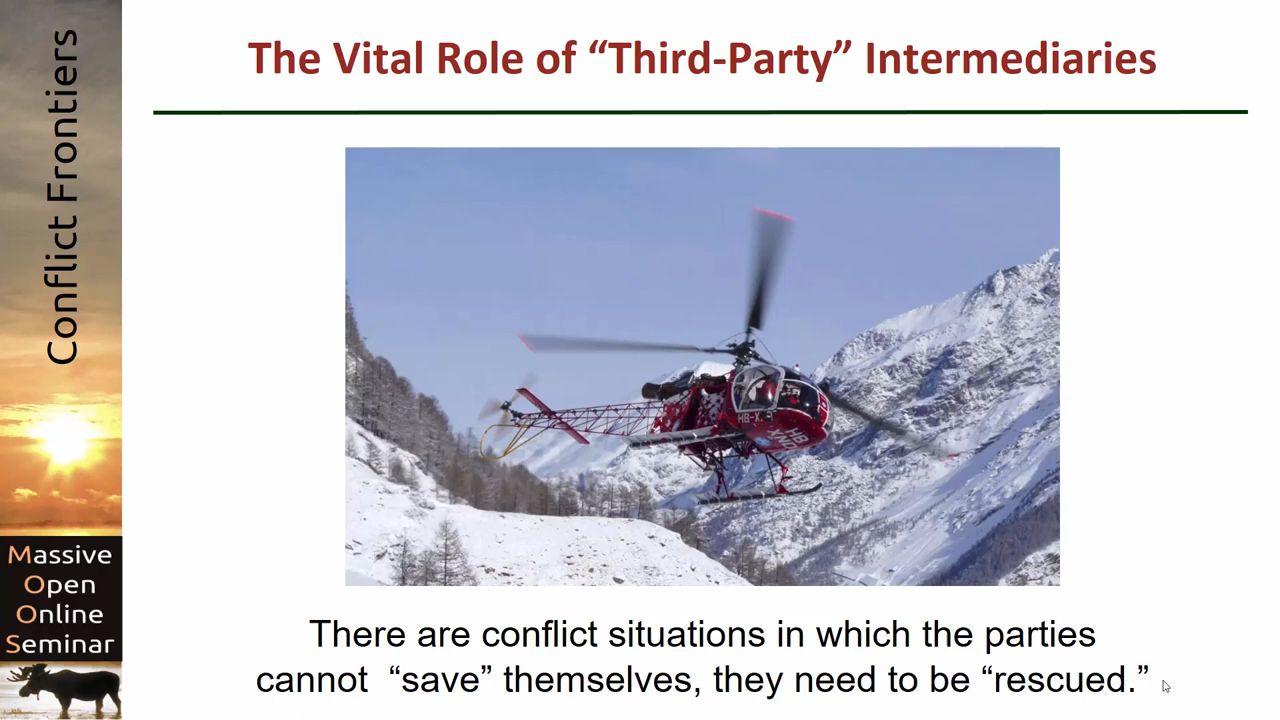 Conflict Frontiers
The Vital Role of “Third-Party” Intermediaries
HB-X
There are conflict situations in which the parties
cannot “save” themselves, they need to be “rescued.”
Massive
Open
Online
Seminar